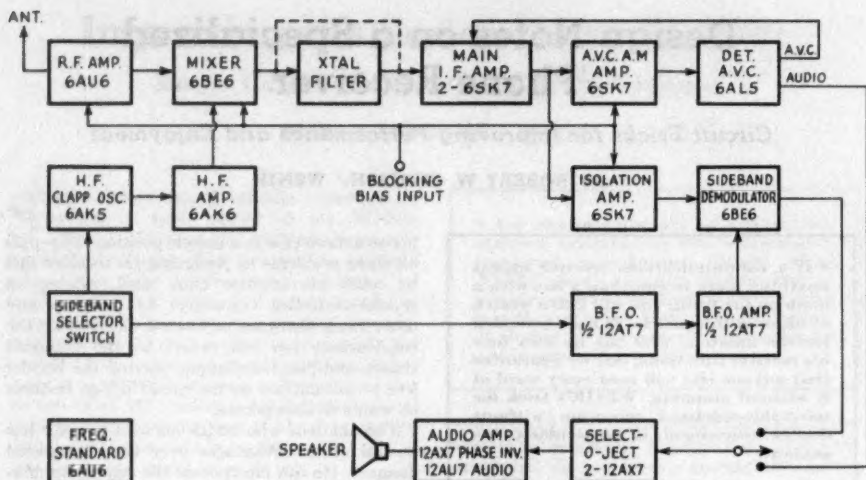 ANT.
R.F. AMP.
6AU6
MIXER
6BE6
XTAL
FILTER
MAIN
I.F. AMP.
2-6SK7
A.V.C. A.M
AMP.
6SK7
DET.
A.V.C.
6AL5
A.V.C.
AUDIO
H.F.
CLAPP OSC.
6AK5
H.F.
AMP.
6AK6
BLOCKING
BIAS INPUT
ISOLATION
AMP.
6SK7
SIDEBAND
DEMODULATOR
6BE6
SIDEBAND
SELECTOR
SWITCH
B.F.O.
½ 12AT7
B.F.O. AMP.
½ 12AT7
FREQ.
STANDARD
6AU6
SPEAKER
AUDIO AMP.
12AX7 PHASE INV.
12AU7 AUDIO
SELECT-
O-JECT
2-12AX7